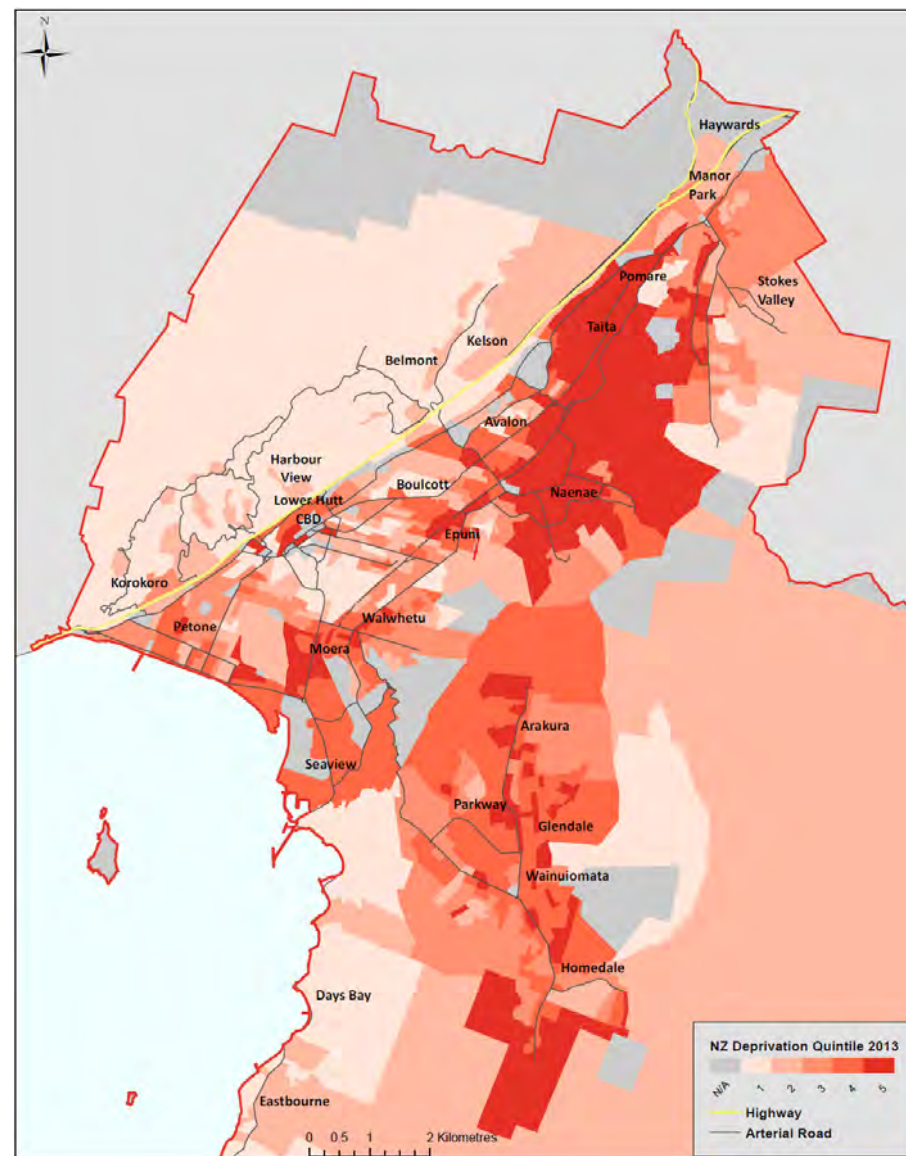 N
Haywards
Manor
Park
Pomare
Stokes
Valley
Taita
Kelson
Belmont
Avalon
Harbour
View
Boulcott
Lower Hutt
CBD
Naenae
Epuni
Korokoro
Petone
Waiwhetu
Moera
Arakura
Seaview
Parkway
Glendale
Wainuiomata
Homedale
Days Bay
Eastbourne
0 0.5 1 2 Kilometres
NZ Deprivation Quintile 2013
N/A 1 2 3 4 5
Highway
Arterial Road